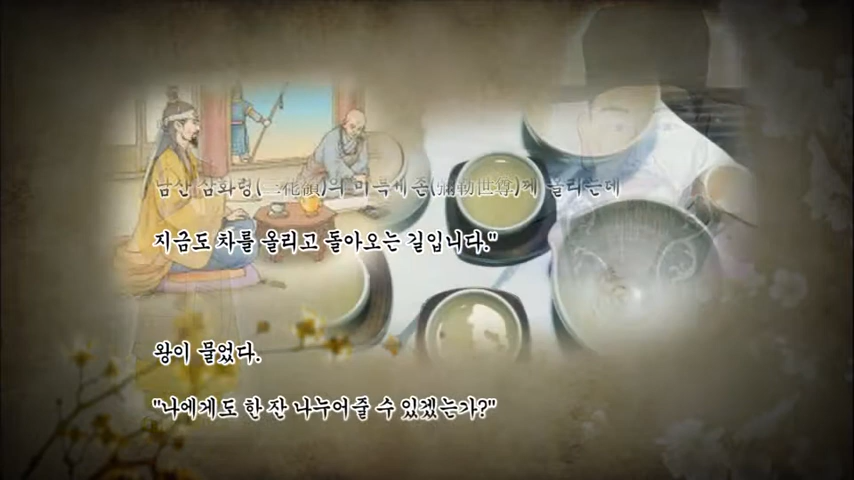 남산 삼화령(三花嶺)의 미륵세존(彌勒世尊)께 올리는데
지금도 차를 올리고 돌아오는 길입니다."
왕이 물었다.
"나에게도 한 잔 나누어줄 수 있겠는가?"